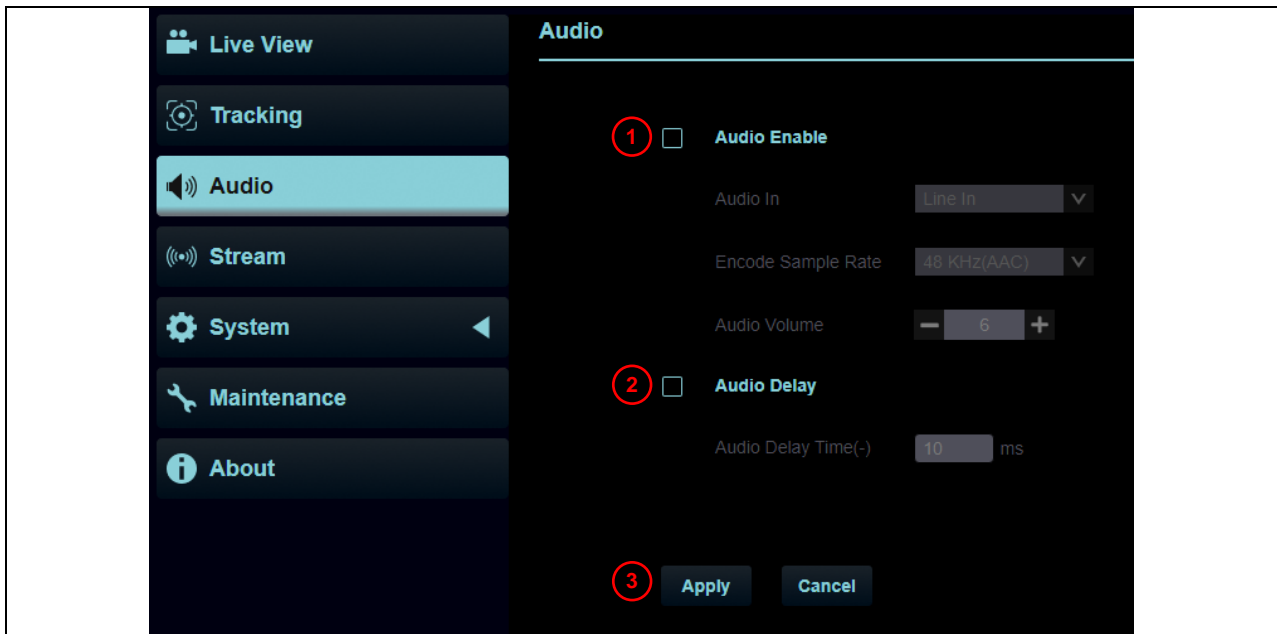 Live View
Tracking
Audio
Stream
System
Maintenance
About
Audio
1 Audio Enable
Audio In Line In
Encode Sample Rate 48 KHz(AAC)
Audio Volume 6
2 Audio Delay
Audio Delay Time(-) 10 ms
3 Apply Cancel